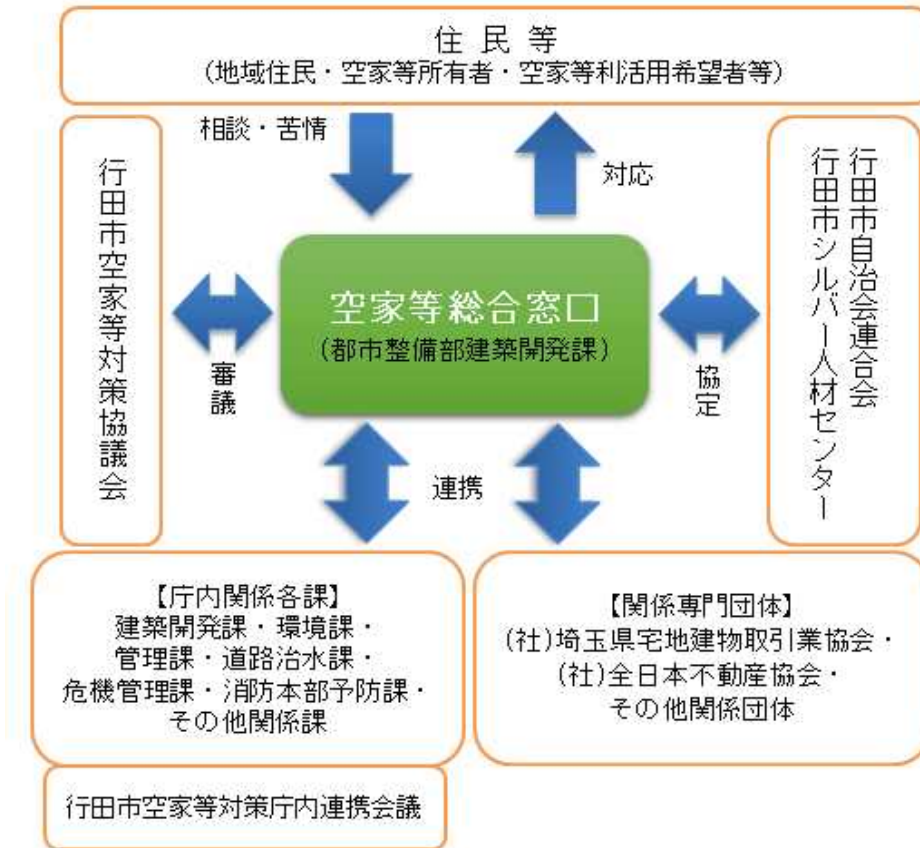 住民等
(地域住民・空家等所有者・空家等利活用希望者等)
相談・苦情
対応
行田市空家等対策協議会
審議
空家等総合窓口
(都市整備部建築開発課)
協定
行田市自治会連合会
行田市シルバー人材センター
連携
【庁内関係各課】
建築開発課・環境課・
管理課・道路治水課・
危機管理課・消防本部予防課・
その他関係課
【関係専門団体】
(社)埼玉県宅地建物取引業協会・
(社)全日本不動産協会・
その他関係団体
行田市空家等対策庁内連携会議